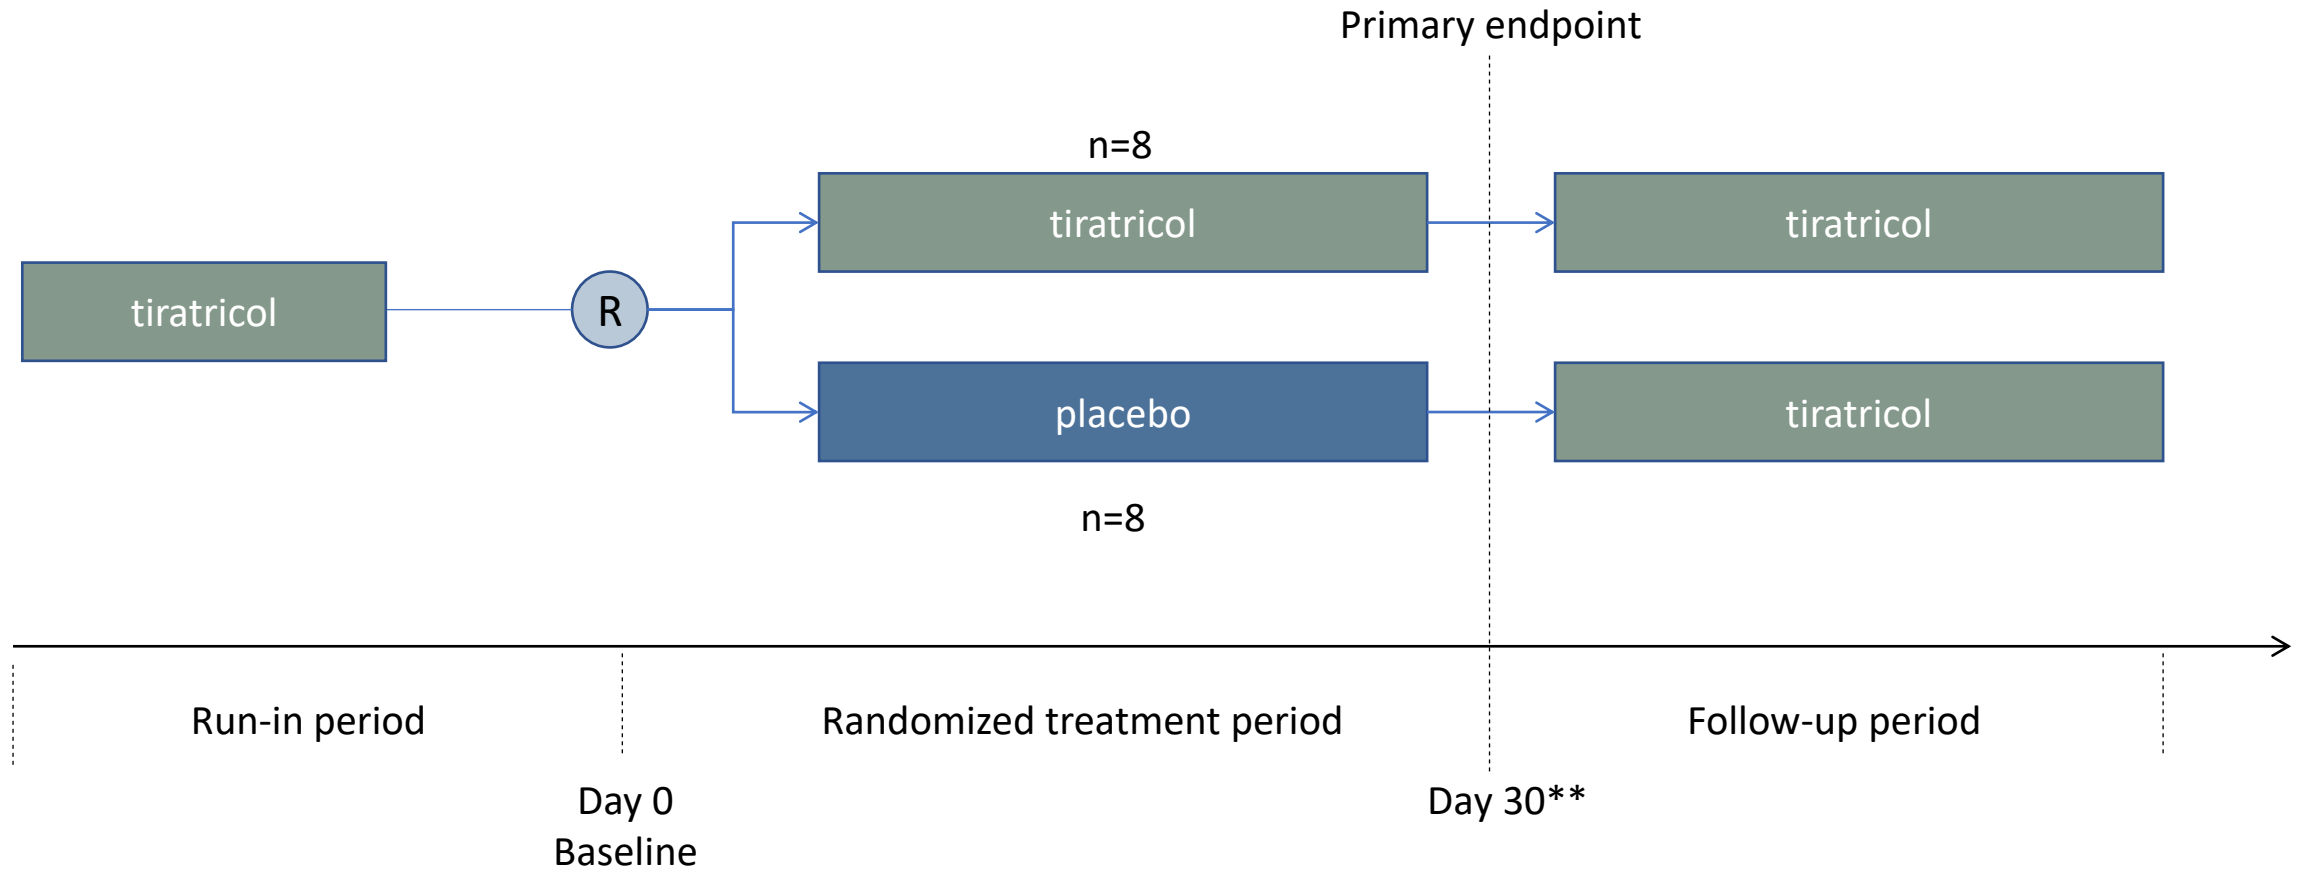 Primary endpoint
n=8
tiratricol
tiratricol
tiratricol
R
placebo
tiratricol
n=8
Run-in period
Randomized treatment period
Follow-up period
Day 0
Baseline
Day 30**